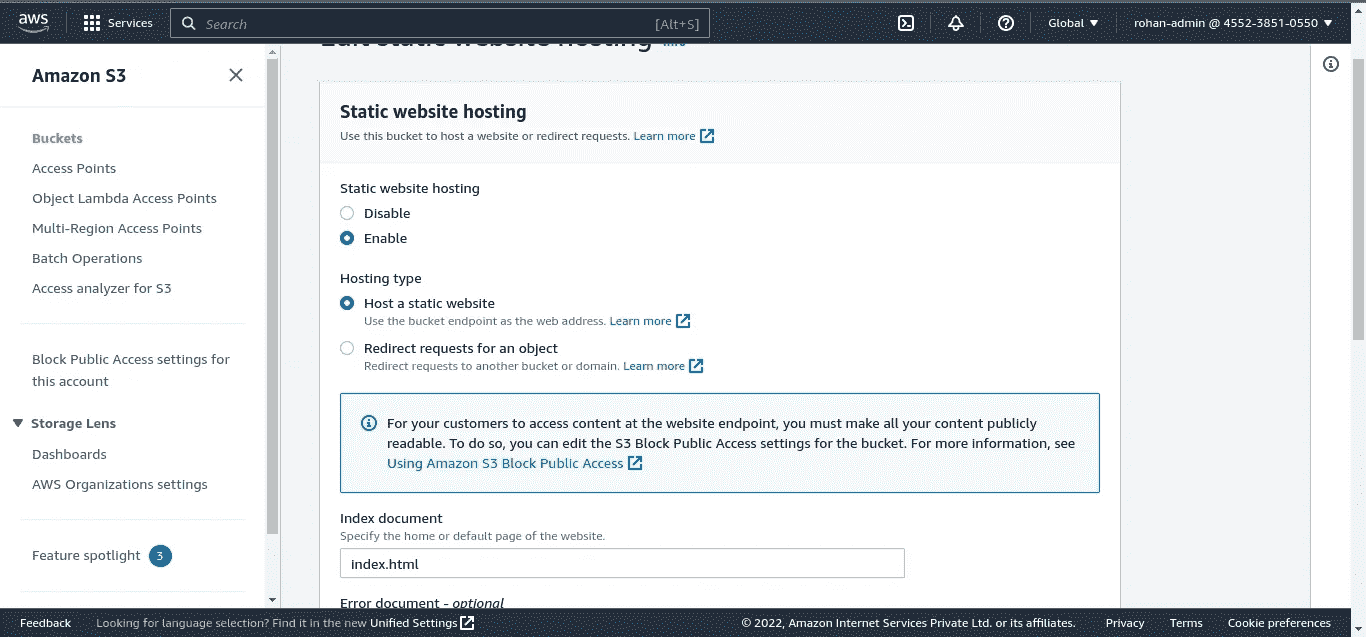 aws
Services
Search
[Alt+S]
Global
rohan-admin @ 4552-3851-0550
Amazon S3
Buckets
Access Points
Object Lambda Access Points
Multi-Region Access Points
Batch Operations
Access analyzer for S3
Block Public Access settings for
this account
Storage Lens
Dashboards
AWS Organizations settings
Feature spotlight 3
Edit static website hosting Info
Static website hosting
Use this bucket to host a website or redirect requests. Learn more
Static website hosting
Disable
Enable
Hosting type
Host a static website
Use the bucket endpoint as the web address. Learn more
Redirect requests for an object
Redirect requests to another bucket or domain. Learn more
For your customers to access content at the website endpoint, you must make all your content publicly
readable. To do so, you can edit the S3 Block Public Access settings for the bucket. For more information, see
Using Amazon S3 Block Public Access
Index document
Specify the home or default page of the website.
index.html
Error document - optional
Feedback
Looking for language selection? Find it in the new Unified Settings
© 2022, Amazon Internet Services Private Ltd. or its affiliates.
Privacy
Terms
Cookie preferences